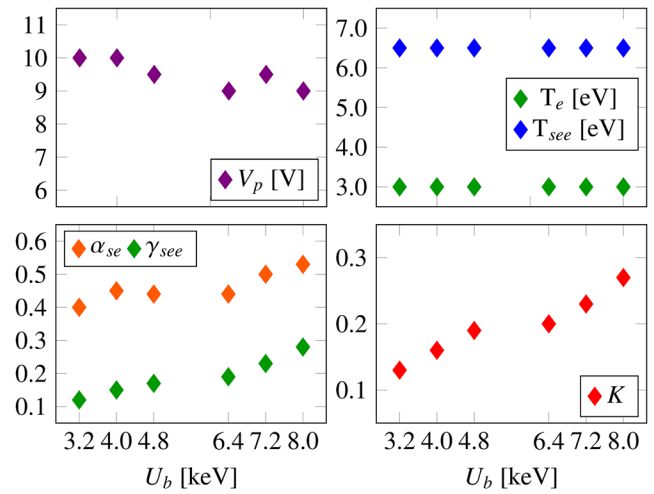 11
10
9
8
7
6
V_p [V]
7.0
6.0
5.0
4.0
3.0
T_e [eV]
T_see [eV]
0.6
0.5
0.4
0.3
0.2
0.1
α_se γ_see
3.2 4.0 4.8 6.4 7.2 8.0
U_b [keV]
0.3
0.2
0.1
K
3.2 4.0 4.8 6.4 7.2 8.0
U_b [keV]